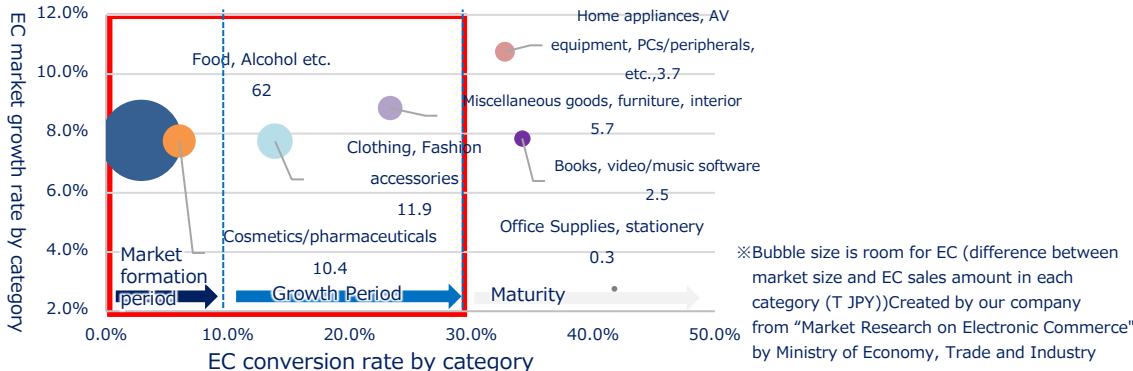 EC market growth rate by category
12.0%
10.0%
8.0%
6.0%
4.0%
2.0%
0.0%
10.0%
20.0%
30.0%
40.0%
50.0%
EC conversion rate by category
Food, Alcohol etc.
62
Cosmetics/pharmaceuticals
10.4
Clothing, Fashion
accessories
11.9
Home appliances, AV
equipment, PCs/peripherals,
etc.,3.7
Miscellaneous goods, furniture, interior
5.7
Books, video/music software
2.5
Office Supplies, stationery
0.3
Market
formation
period
Growth Period
Maturity
※Bubble size is room for EC (difference between
market size and EC sales amount in each
category (T JPY))Created by our company
from “Market Research on Electronic Commerce"
by Ministry of Economy, Trade and Industry